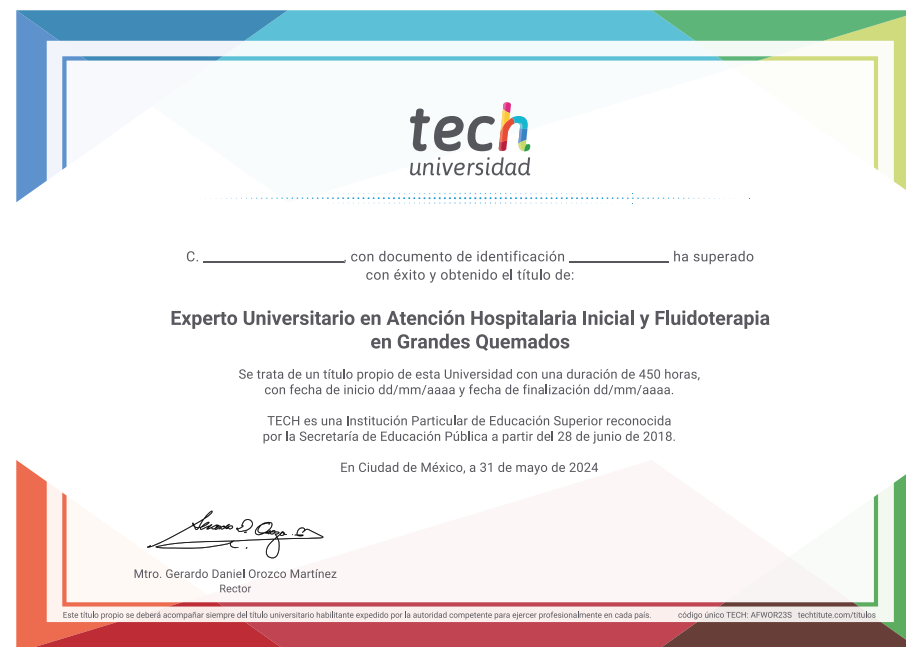 tech
universidad
C. ____________, con documento de identificación ____________ ha superado
con éxito y obtenido el título de:
Experto Universitario en Atención Hospitalaria Inicial y Fluidoterapia
en Grandes Quemados
Se trata de un título propio de esta Universidad con una duración de 450 horas,
con fecha de inicio dd/mm/aaaa y fecha de finalización dd/mm/aaaa.
TECH es una Institución Particular de Educación Superior reconocida
por la Secretaría de Educación Pública a partir del 28 de junio de 2018.
En Ciudad de México, a 31 de mayo de 2024
Mtro. Gerardo Daniel Orozco Martínez
Rector
Este título propio se deberá acompañar siempre del título universitario habilitante expedido por la autoridad competente para ejercer profesionalmente en cada país. código único TECH: AFWOR23S techtitute.com/titulos